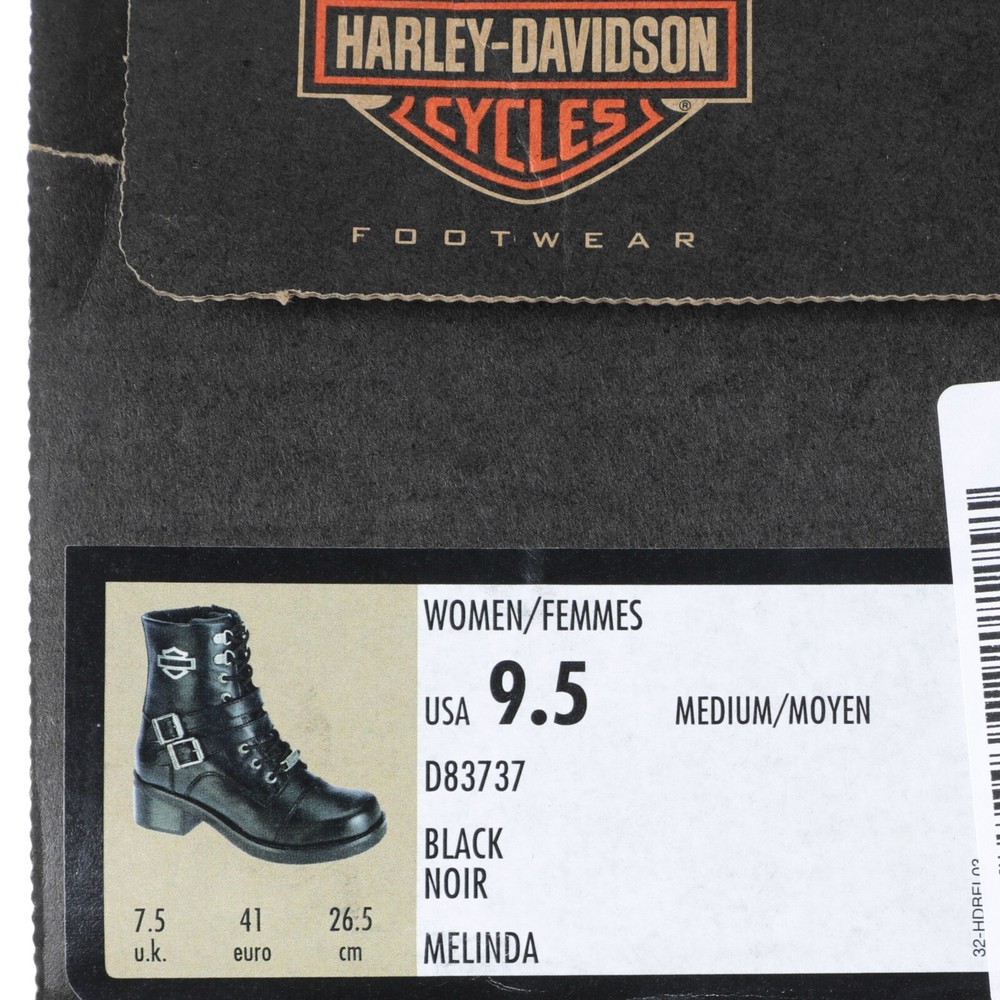 HARLEY-DAVIDSON
CYCLES
®
FOOTWEAR
WOMEN/FEMMES
USA 9.5 MEDIUM/MOYEN
D83737
BLACK
NOIR
MELINDA
7.5 41 26.5
u.k. euro cm